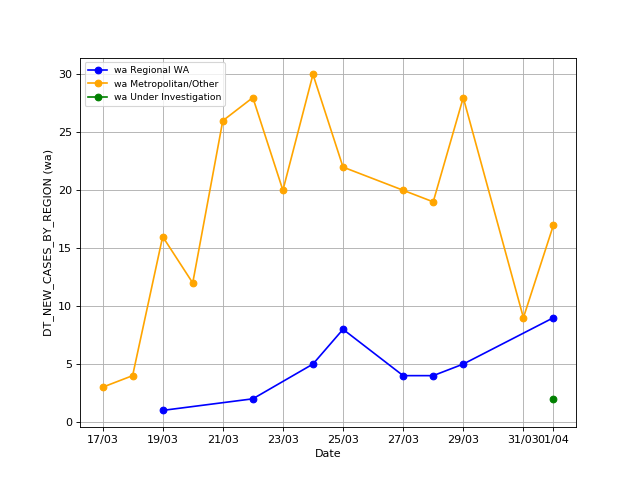 wa Regional WA
wa Metropolitan/Other
wa Under Investigation
30
25
20
15
10
5
0
DT_NEW_CASES_BY_REGION (wa)
17/03 19/03 21/03 23/03 25/03 27/03 29/03 31/03 01/04
Date